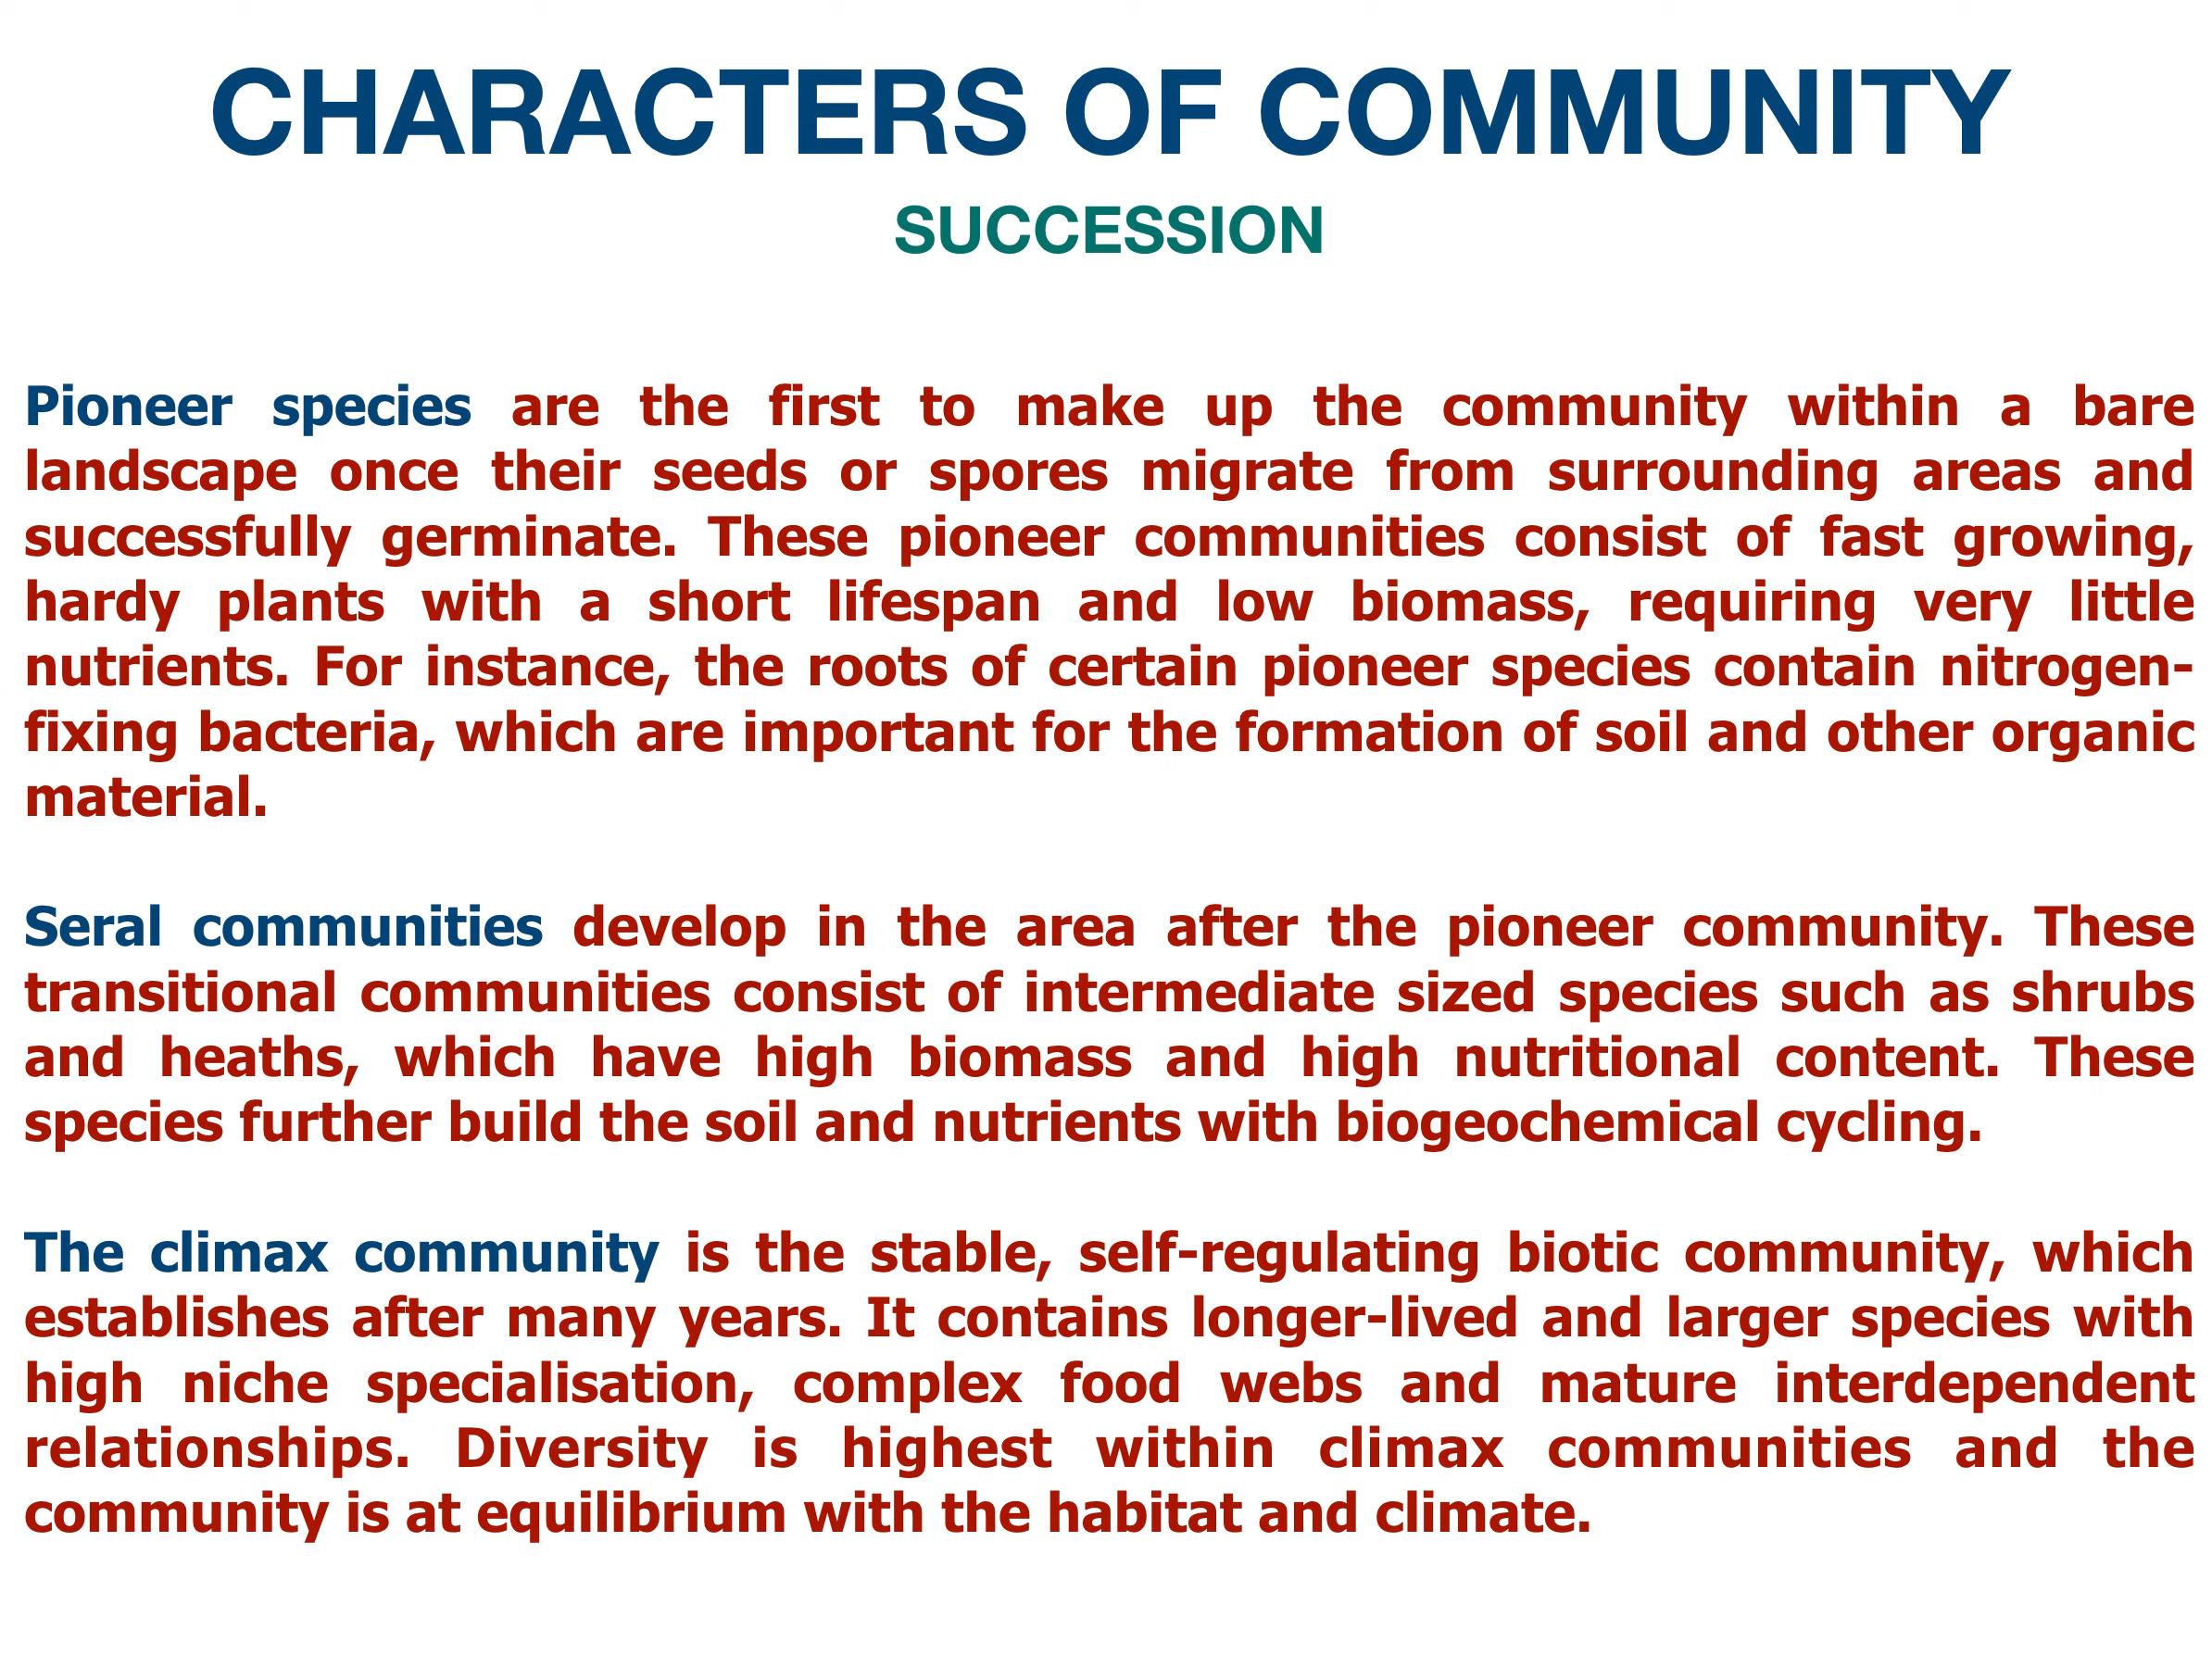 CHARACTERS OF COMMUNITY
SUCCESSION
Pioneer species are the first to make up the community within a bare
landscape once their seeds or spores migrate from surrounding areas and
successfully germinate. These pioneer communities consist of fast growing,
hardy plants with a short lifespan and low biomass, requiring very little
nutrients. For instance, the roots of certain pioneer species contain nitrogen-
fixing bacteria, which are important for the formation of soil and other organic
material.
Seral communities develop in the area after the pioneer community. These
transitional communities consist of intermediate sized species such as shrubs
and heaths, which have high biomass and high nutritional content. These
species further build the soil and nutrients with biogeochemical cycling.
The climax community is the stable, self-regulating biotic community, which
establishes after many years. It contains longer-lived and larger species with
high niche specialisation, complex food webs and mature interdependent
relationships. Diversity is highest within climax communities and the
community is at equilibrium with the habitat and climate.